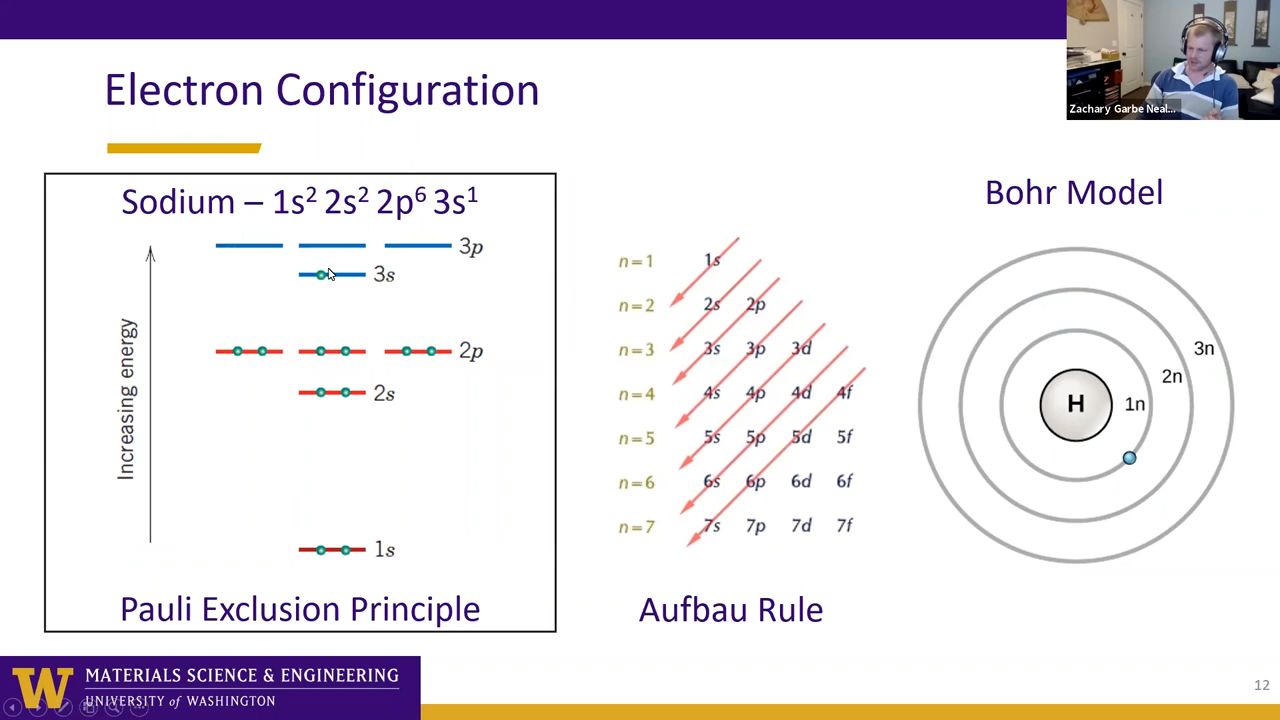 Zachary Garbe Neal...
Electron Configuration
Sodium – 1s² 2s² 2p⁶ 3s¹
3p
3s
2p
2s
1s
Increasing energy
Pauli Exclusion Principle
n=1 1s
n=2 2s 2p
n=3 3s 3p 3d
n=4 4s 4p 4d 4f
n=5 5s 5p 5d 5f
n=6 6s 6p 6d 6f
n=7 7s 7p 7d 7f
Aufbau Rule
Bohr Model
3n
2n
H 1n
W MATERIALS SCIENCE & ENGINEERING
UNIVERSITY of WASHINGTON
12